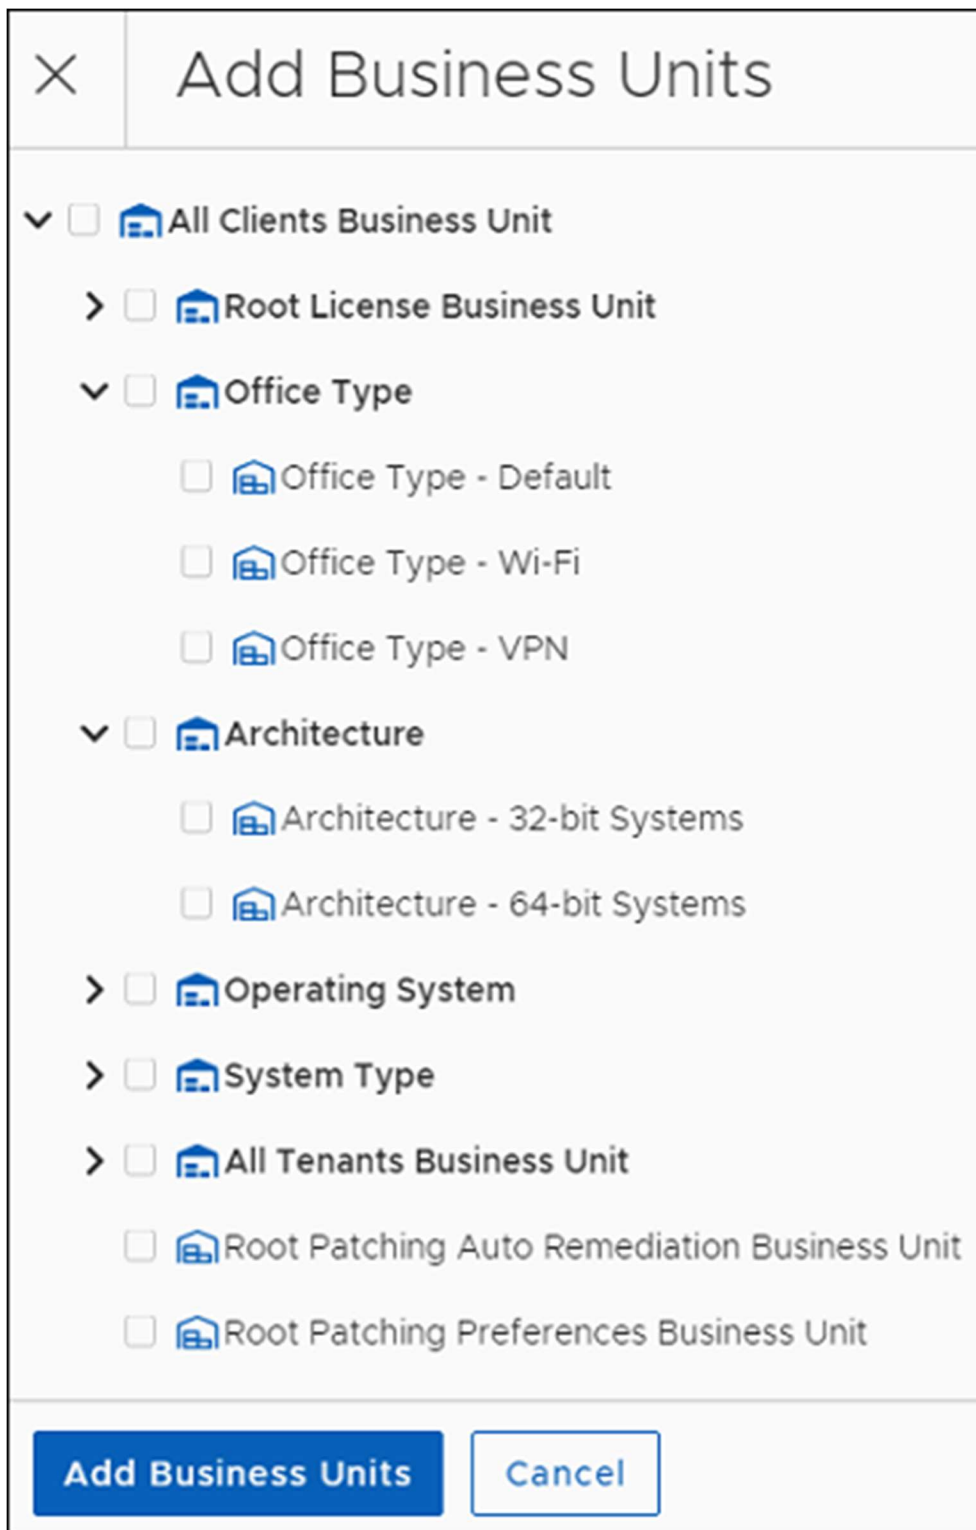 Add Business Units
All Clients Business Unit
Root License Business Unit
Office Type
Office Type - Default
Office Type - Wi-Fi
Office Type - VPN
Architecture
Architecture - 32-bit Systems
Architecture - 64-bit Systems
Operating System
System Type
All Tenants Business Unit
Root Patching Auto Remediation Business Unit
Root Patching Preferences Business Unit
Add Business Units Cancel